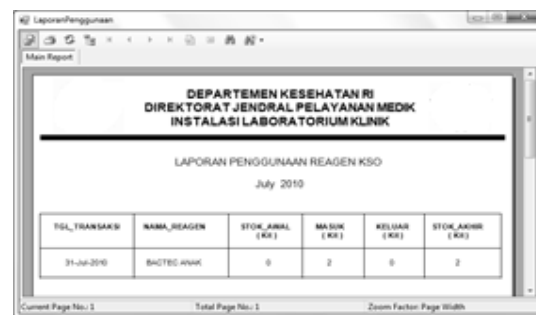 LaporanPenggunaan
Main Report
DEPARTEMEN KESEHATAN RI
DIREKTORAT JENDRAL PELAYANAN MEDIK
INSTALASI LABORATORIUM KLINIK
LAPORAN PENGGUNAAN REAGEN KSO
July 2010
TGL_TRANSAKSI NAMA_REAGEN STOK_AWAL (Kit) MASUK (Kit) KELUAR (Kit) STOK_AKHIR (Kit)
31-Jul-2010 BACTEC ANAK 0 2 0 2
Current Page No.: 1 Total Page No.: 1 Zoom Factor: Page Width